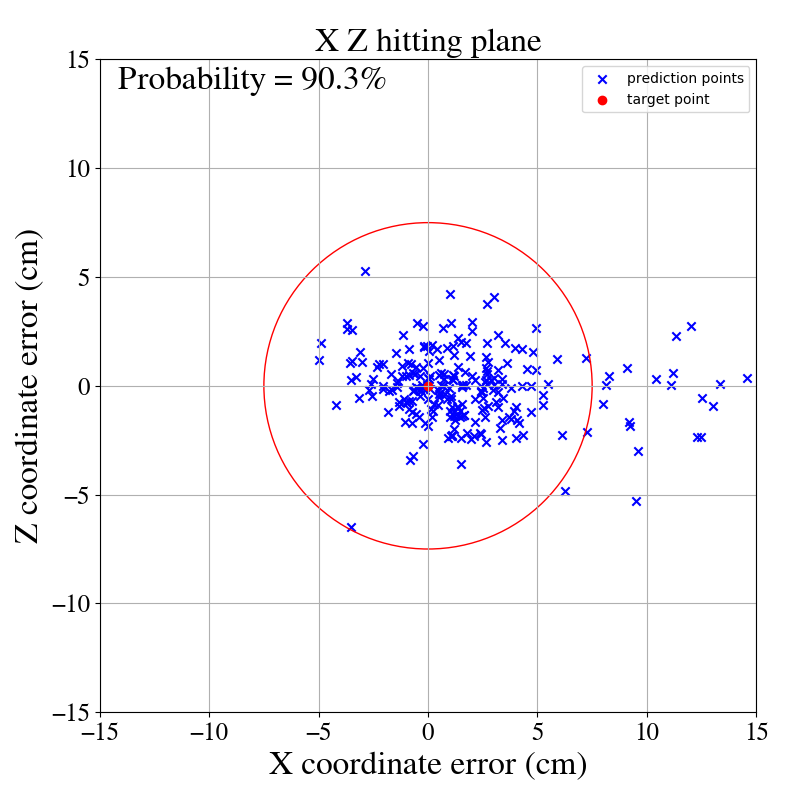 X Z hitting plane
Probability = 90.3%
prediction points
target point
15
10
5
0
−5
−10
−15
Z coordinate error (cm)
−15 −10 −5 0 5 10 15
X coordinate error (cm)